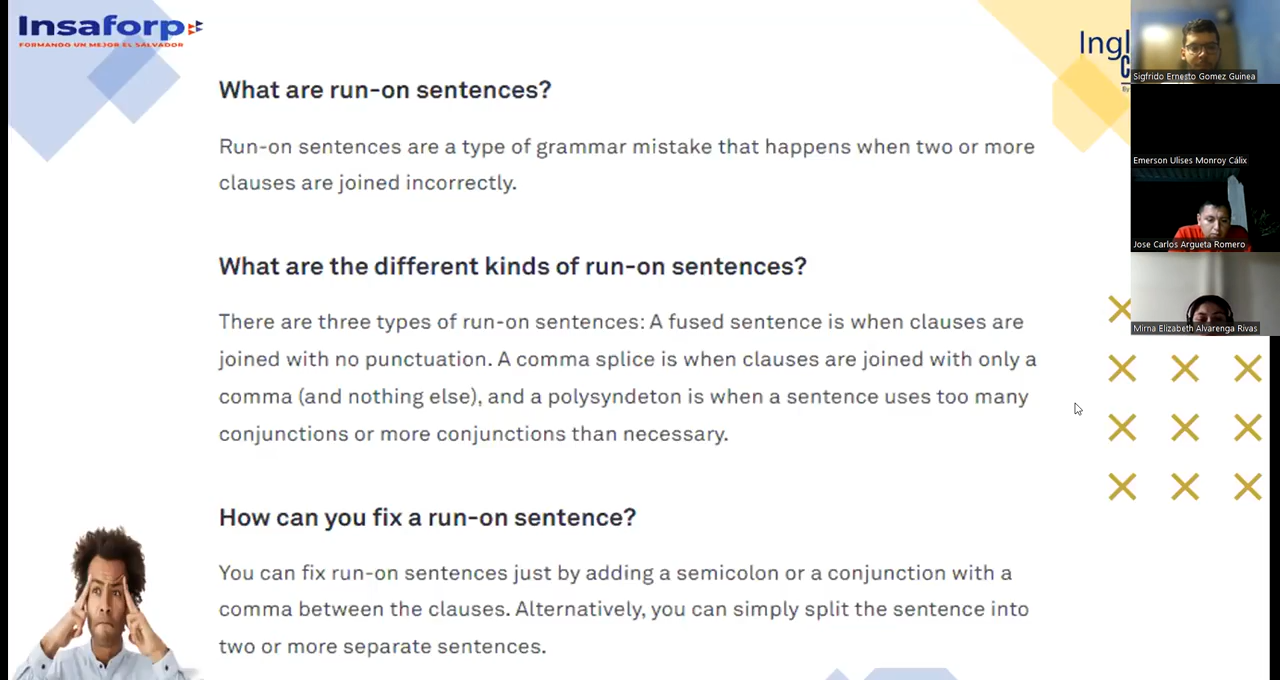 Insaforp
FORMANDO UN MEJOR EL SALVADOR
Ingl
C
By
Sigfrido Ernesto Gomez Guinea
What are run-on sentences?
Run-on sentences are a type of grammar mistake that happens when two or more
clauses are joined incorrectly.
Emerson Ulises Monroy Cálix
Jose Carlos Argueta Romero
What are the different kinds of run-on sentences?
There are three types of run-on sentences: A fused sentence is when clauses are
joined with no punctuation. A comma splice is when clauses are joined with only a
comma (and nothing else), and a polysyndeton is when a sentence uses too many
conjunctions or more conjunctions than necessary.
Mirna Elizabeth Alvarenga Rivas
How can you fix a run-on sentence?
You can fix run-on sentences just by adding a semicolon or a conjunction with a
comma between the clauses. Alternatively, you can simply split the sentence into
two or more separate sentences.